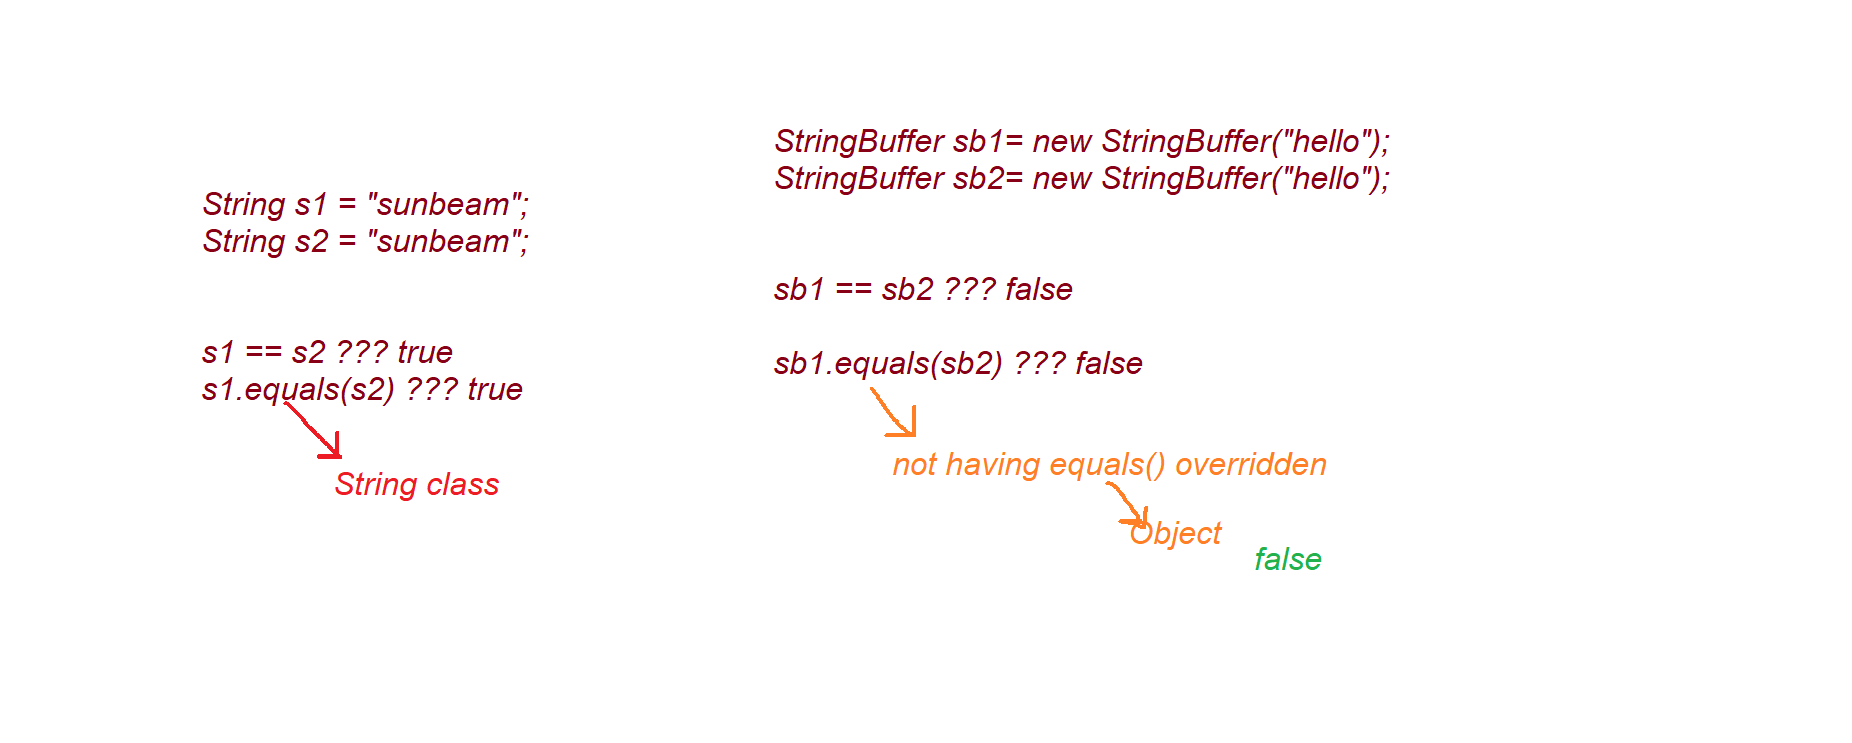 String s1 = "sunbeam";
String s2 = "sunbeam";
s1 == s2 ??? true
s1.equals(s2) ??? true
String class
StringBuffer sb1= new StringBuffer("hello");
StringBuffer sb2= new StringBuffer("hello");
sb1 == sb2 ??? false
sb1.equals(sb2) ??? false
not having equals() overridden
Object
false